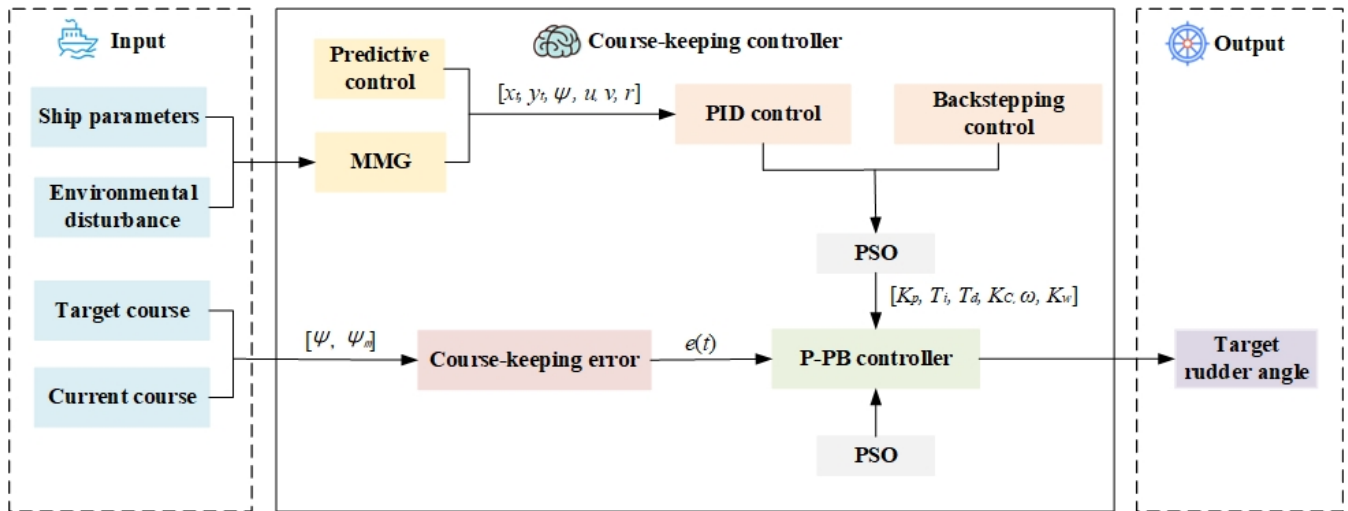 Input
Ship parameters
Environmental
disturbance
Target course
Current course
Course-keeping controller
Predictive
control
MMG
[xt, yt, Ψ, u, v, r]
PID control
Backstepping
control
PSO
[Kp, Ti, Td, KC, ω, Kw]
[Ψ, Ψm]
Course-keeping error
e(t)
P-PB controller
PSO
Output
Target
rudder angle